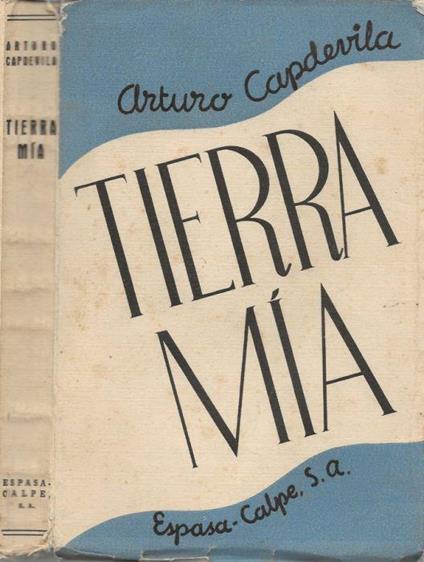 ARTURO
CAPDEVILA
TIERRA
MÍA
ESPASA-
CALPE,
S. A.
Arturo Capdevila
TIERRA
MÍA
Espasa-Calpe, S. a.